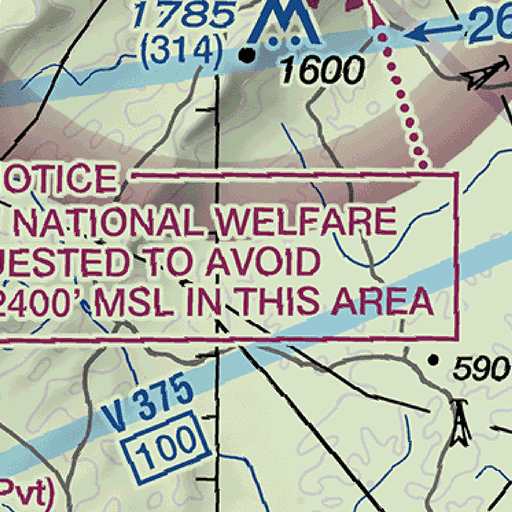 1785
(314)
26
1600
OTICE
NATIONAL WELFARE
UESTED TO AVOID
2400' MSL IN THIS AREA
590
V 375
100
Pvt)